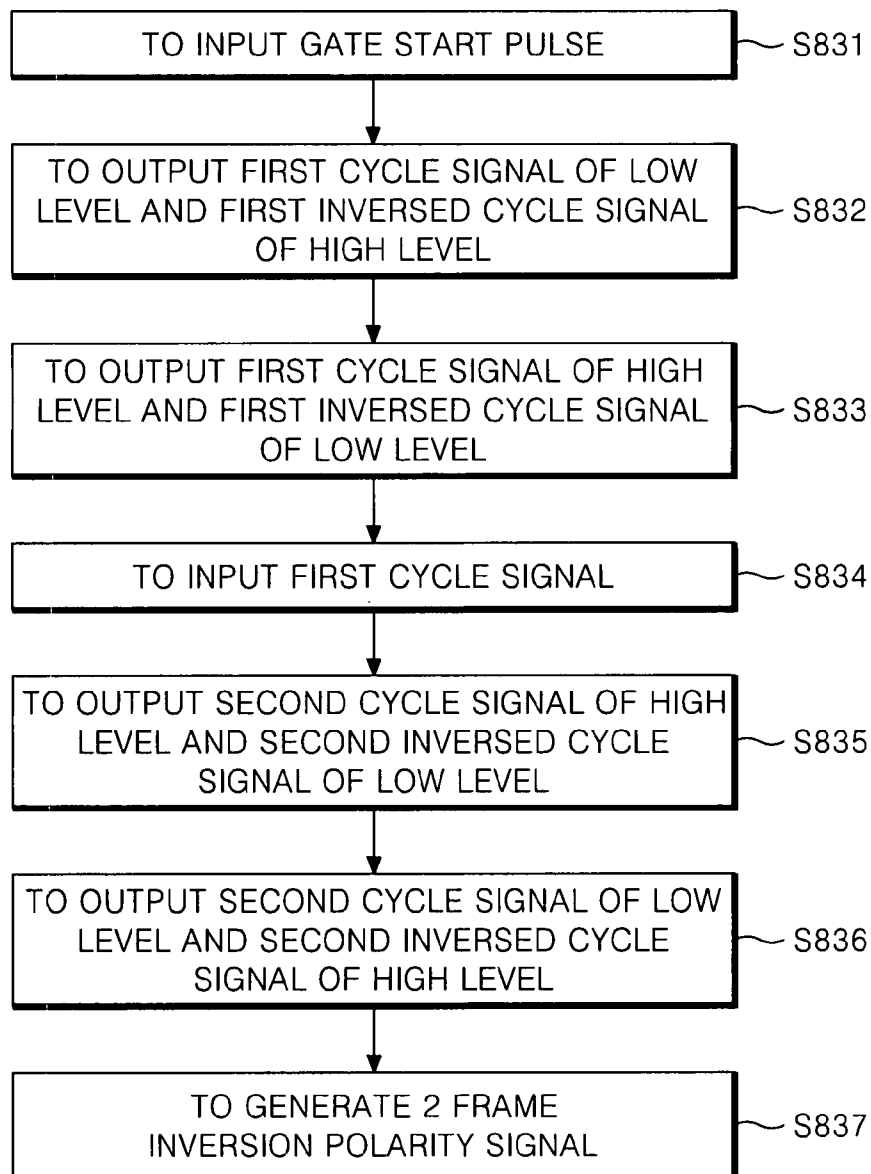 TO INPUT GATE START PULSE
S831
TO OUTPUT FIRST CYCLE SIGNAL OF LOW
LEVEL AND FIRST INVERSED CYCLE SIGNAL
OF HIGH LEVEL
S832
TO OUTPUT FIRST CYCLE SIGNAL OF HIGH
LEVEL AND FIRST INVERSED CYCLE SIGNAL
OF LOW LEVEL
S833
TO INPUT FIRST CYCLE SIGNAL
S834
TO OUTPUT SECOND CYCLE SIGNAL OF HIGH
LEVEL AND SECOND INVERSED CYCLE
SIGNAL OF LOW LEVEL
S835
TO OUTPUT SECOND CYCLE SIGNAL OF LOW
LEVEL AND SECOND INVERSED CYCLE
SIGNAL OF HIGH LEVEL
S836
TO GENERATE 2 FRAME
INVERSION POLARITY SIGNAL
S837